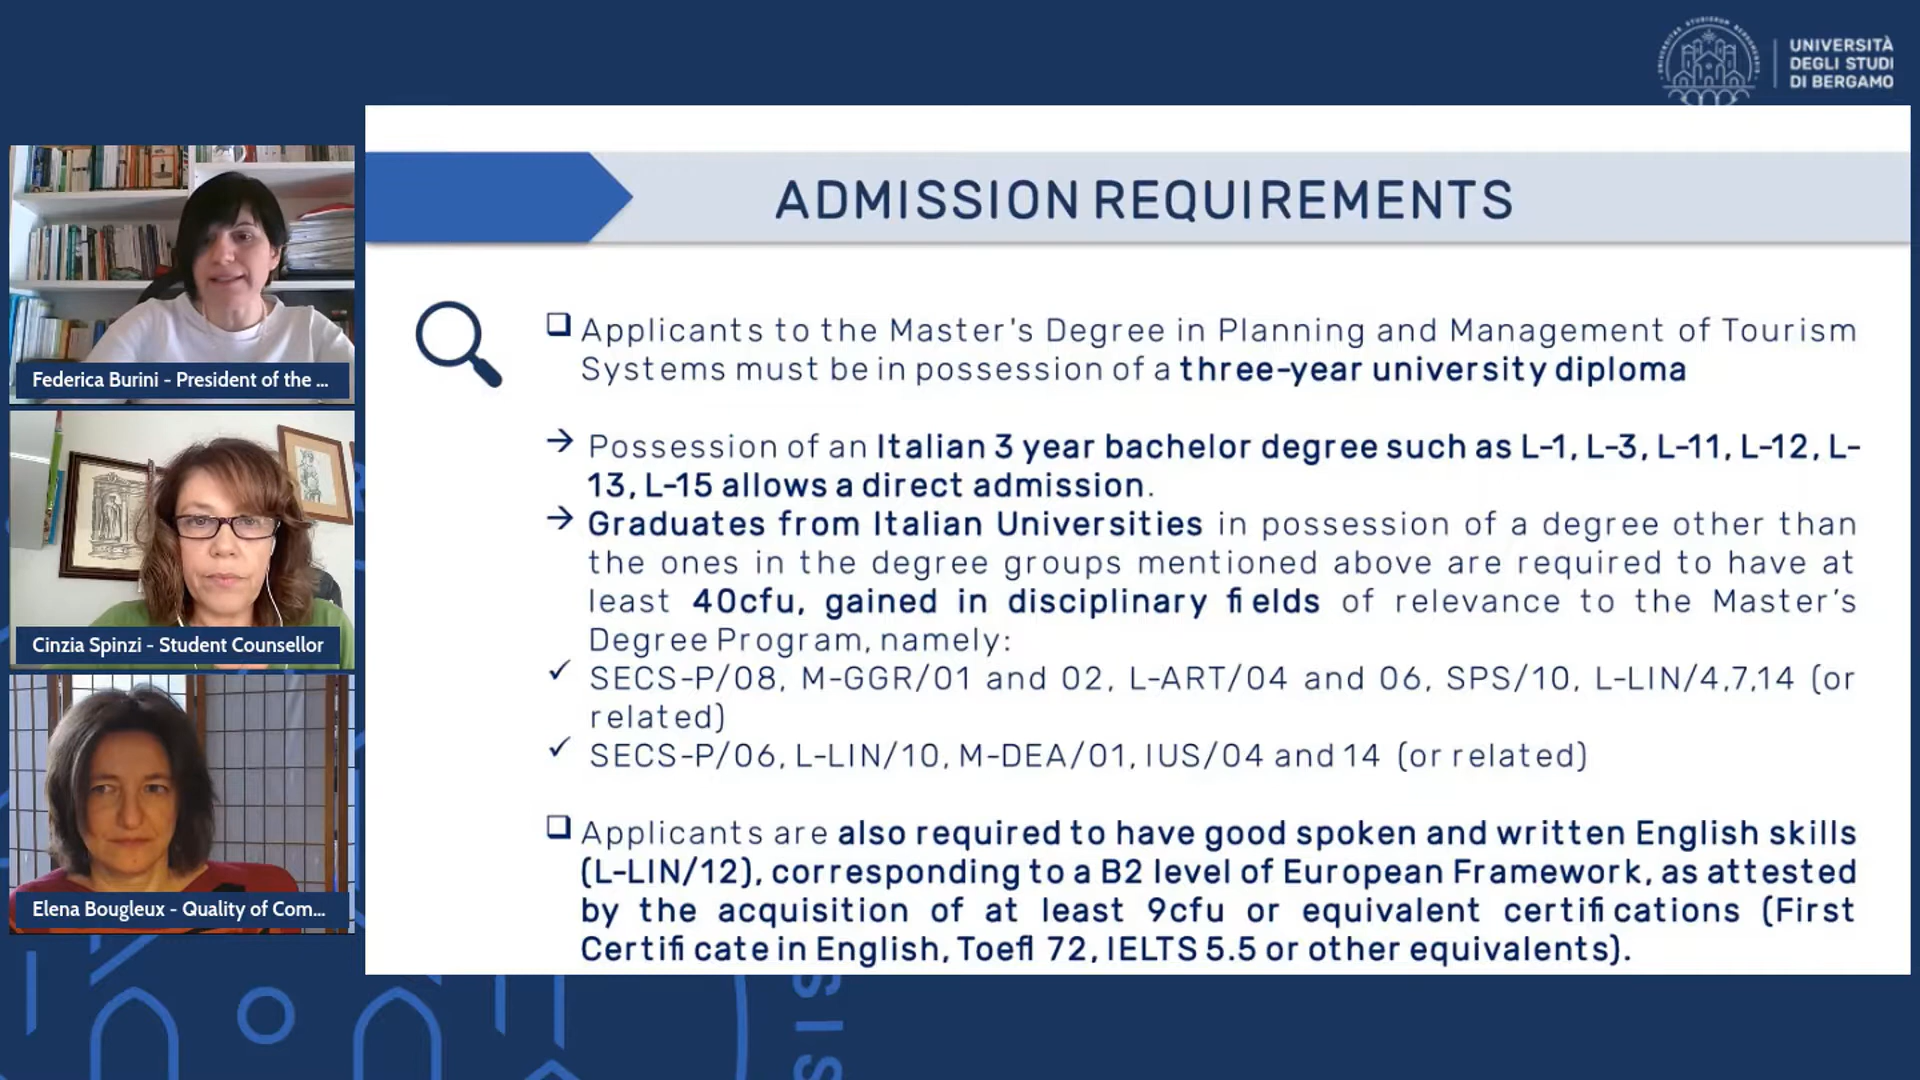 UNIVERSITÀ
DEGLI STUDI
DI BERGAMO
ADMISSION REQUIREMENTS
Federica Burini - President of the ...
Cinzia Spinzi - Student Counsellor
Elena Bougleux - Quality of Com...
Applicants to the Master's Degree in Planning and Management of Tourism
Systems must be in possession of a three-year university diploma
Possession of an Italian 3 year bachelor degree such as L-1, L-3, L-11, L-12, L-
13, L-15 allows a direct admission.
Graduates from Italian Universities in possession of a degree other than
the ones in the degree groups mentioned above are required to have at
least 40cfu, gained in disciplinary fields of relevance to the Master's
Degree Program, namely:
SECS-P/08, M-GGR/01 and 02, L-ART/04 and 06, SPS/10, L-LIN/4,7,14 (or
related)
SECS-P/06, L-LIN/10, M-DEA/01, IUS/04 and 14 (or related)
Applicants are also required to have good spoken and written English skills
(L-LIN/12), corresponding to a B2 level of European Framework, as attested
by the acquisition of at least 9cfu or equivalent certifications (First
Certificate in English, Toefl 72, IELTS 5.5 or other equivalents).